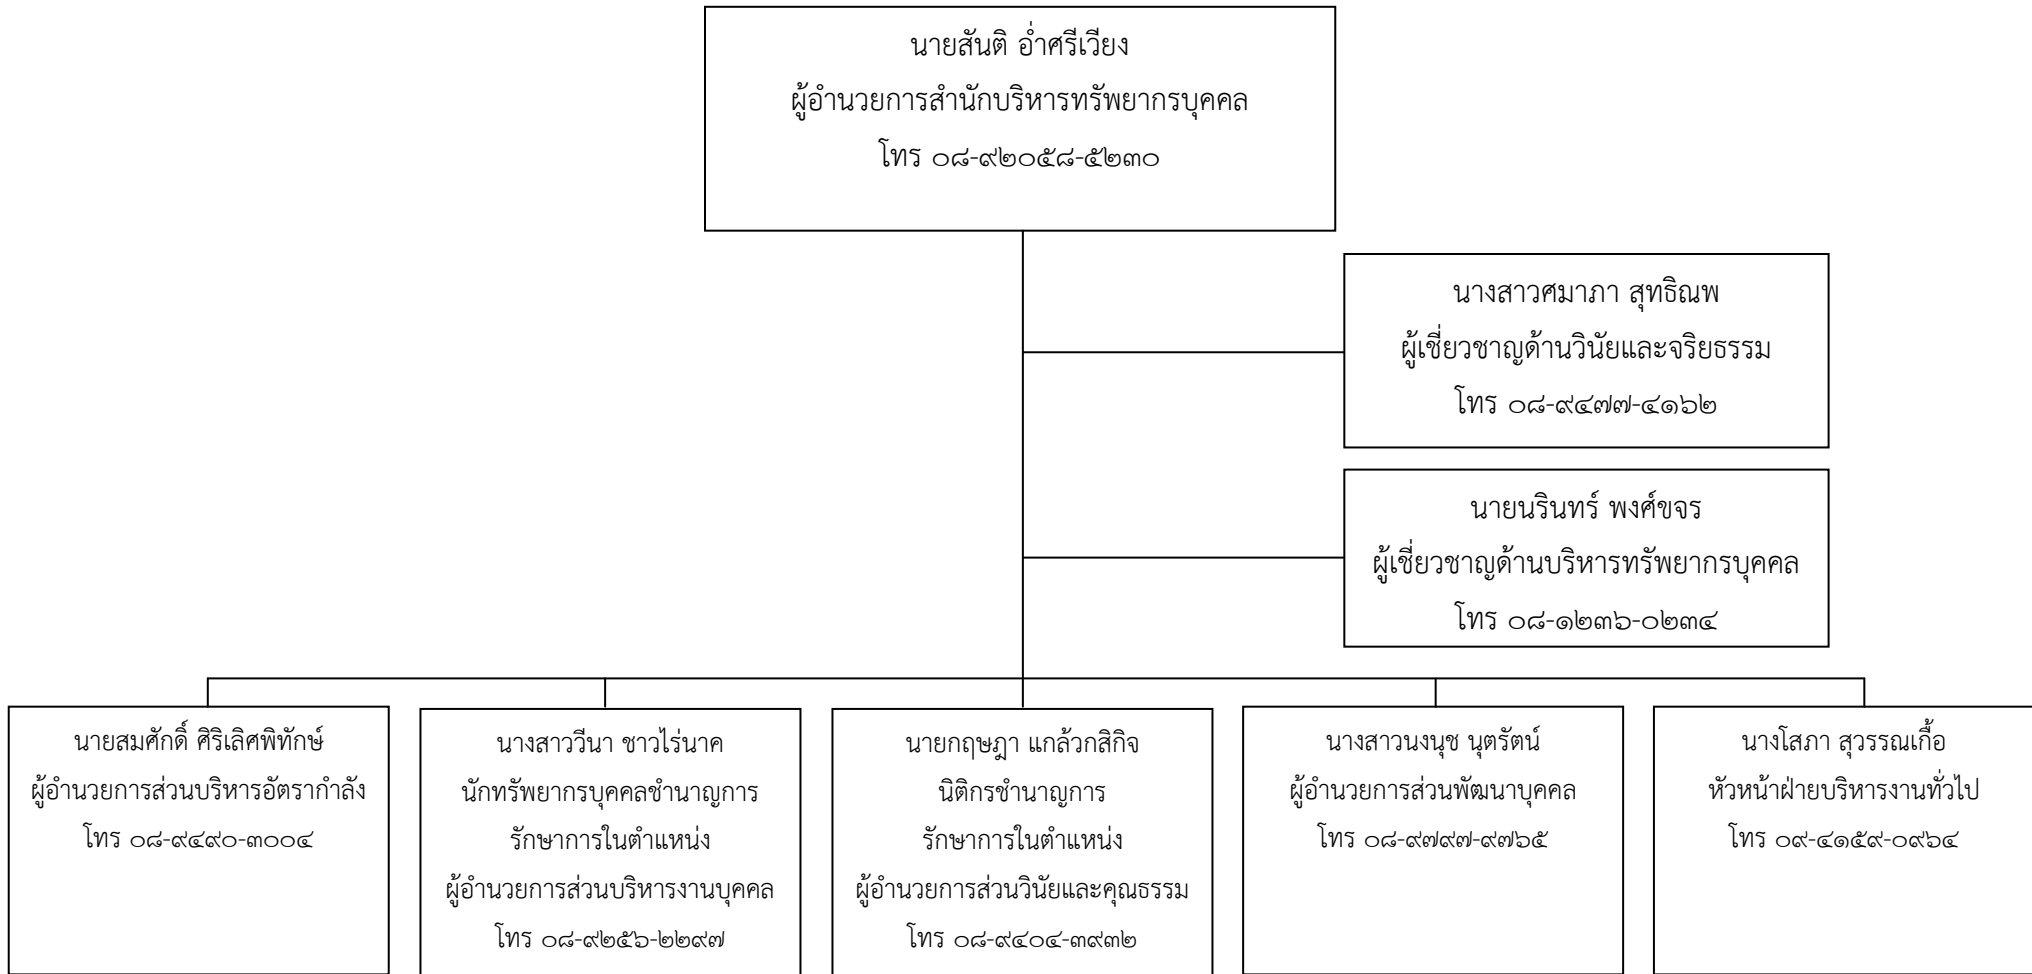 นายสันติ อ่ำศรีเวียง
ผู้อำนวยการสำนักบริหารทรัพยากรบุคคล
โทร ๐๘-๙๒๐๕๘-๕๒๓๐
นางสาวศมาภา สุทธิณพ
ผู้เชี่ยวชาญด้านวินัยและจริยธรรม
โทร ๐๘-๙๔๗๗-๔๑๖๒
นายนรินทร์ พงศ์ขจร
ผู้เชี่ยวชาญด้านบริหารทรัพยากรบุคคล
โทร ๐๘-๑๒๓๖-๐๒๓๔
นายสมศักดิ์ ศิริเลิศพิทักษ์
ผู้อำนวยการส่วนบริหารอัตรากำลัง
โทร ๐๘-๙๔๙๐-๓๐๐๔
นางสาววีนา ชาวไร่นาค
นักทรัพยากรบุคคลชำนาญการ
รักษาการในตำแหน่ง
ผู้อำนวยการส่วนบริหารงานบุคคล
โทร ๐๘-๙๒๕๖-๒๒๙๗
นายกฤษฎา แกล้วกสิกิจ
นิติกรชำนาญการ
รักษาการในตำแหน่ง
ผู้อำนวยการส่วนวินัยและคุณธรรม
โทร ๐๘-๙๔๐๔-๓๙๓๒
นางสาวนงนุช นุตรัตน์
ผู้อำนวยการส่วนพัฒนาบุคคล
โทร ๐๘-๙๗๙๗-๙๗๖๕
นางโสภา สุวรรณเกื้อ
หัวหน้าฝ่ายบริหารงานทั่วไป
โทร ๐๙-๔๑๕๙-๐๙๖๔